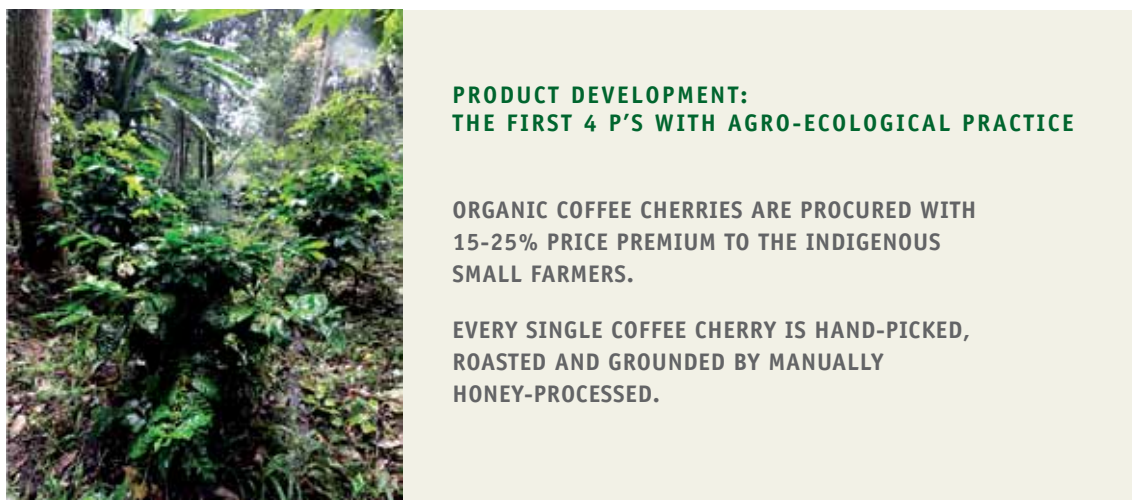 PRODUCT DEVELOPMENT:
THE FIRST 4 P'S WITH AGRO-ECOLOGICAL PRACTICE
ORGANIC COFFEE CHERRIES ARE PROCURED WITH
15-25% PRICE PREMIUM TO THE INDIGENOUS
SMALL FARMERS.
EVERY SINGLE COFFEE CHERRY IS HAND-PICKED,
ROASTED AND GROUNDED BY MANUALLY
HONEY-PROCESSED.